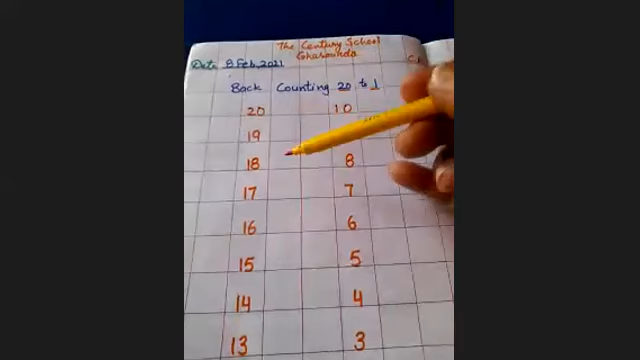 The Century School
Gharaunda
Date 8 Feb, 2021
Back Counting 20 to 1
20 10
19
18 8
17 7
16 6
15 5
14 4
13 3